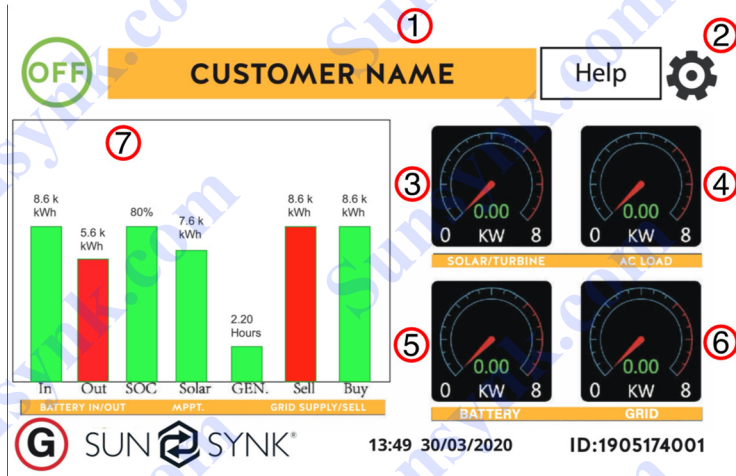 1
2
OFF
CUSTOMER NAME
Help
7
8.6 k
kWh
5.6 k
kWh
80%
7.6 k
kWh
2.20
Hours
8.6 k
kWh
8.6 k
kWh
In Out SOC Solar GEN. Sell Buy
BATTERY IN/OUT MPPT. GRID SUPPLY/SELL
3
0.00
0 KW 8
SOLAR/TURBINE
4
0.00
0 KW 8
AC LOAD
5
0.00
0 KW 8
BATTERY
6
0.00
0 KW 8
GRID
G SUN SYNK®
13:49 30/03/2020
ID:1905174001
Sunsynk.com